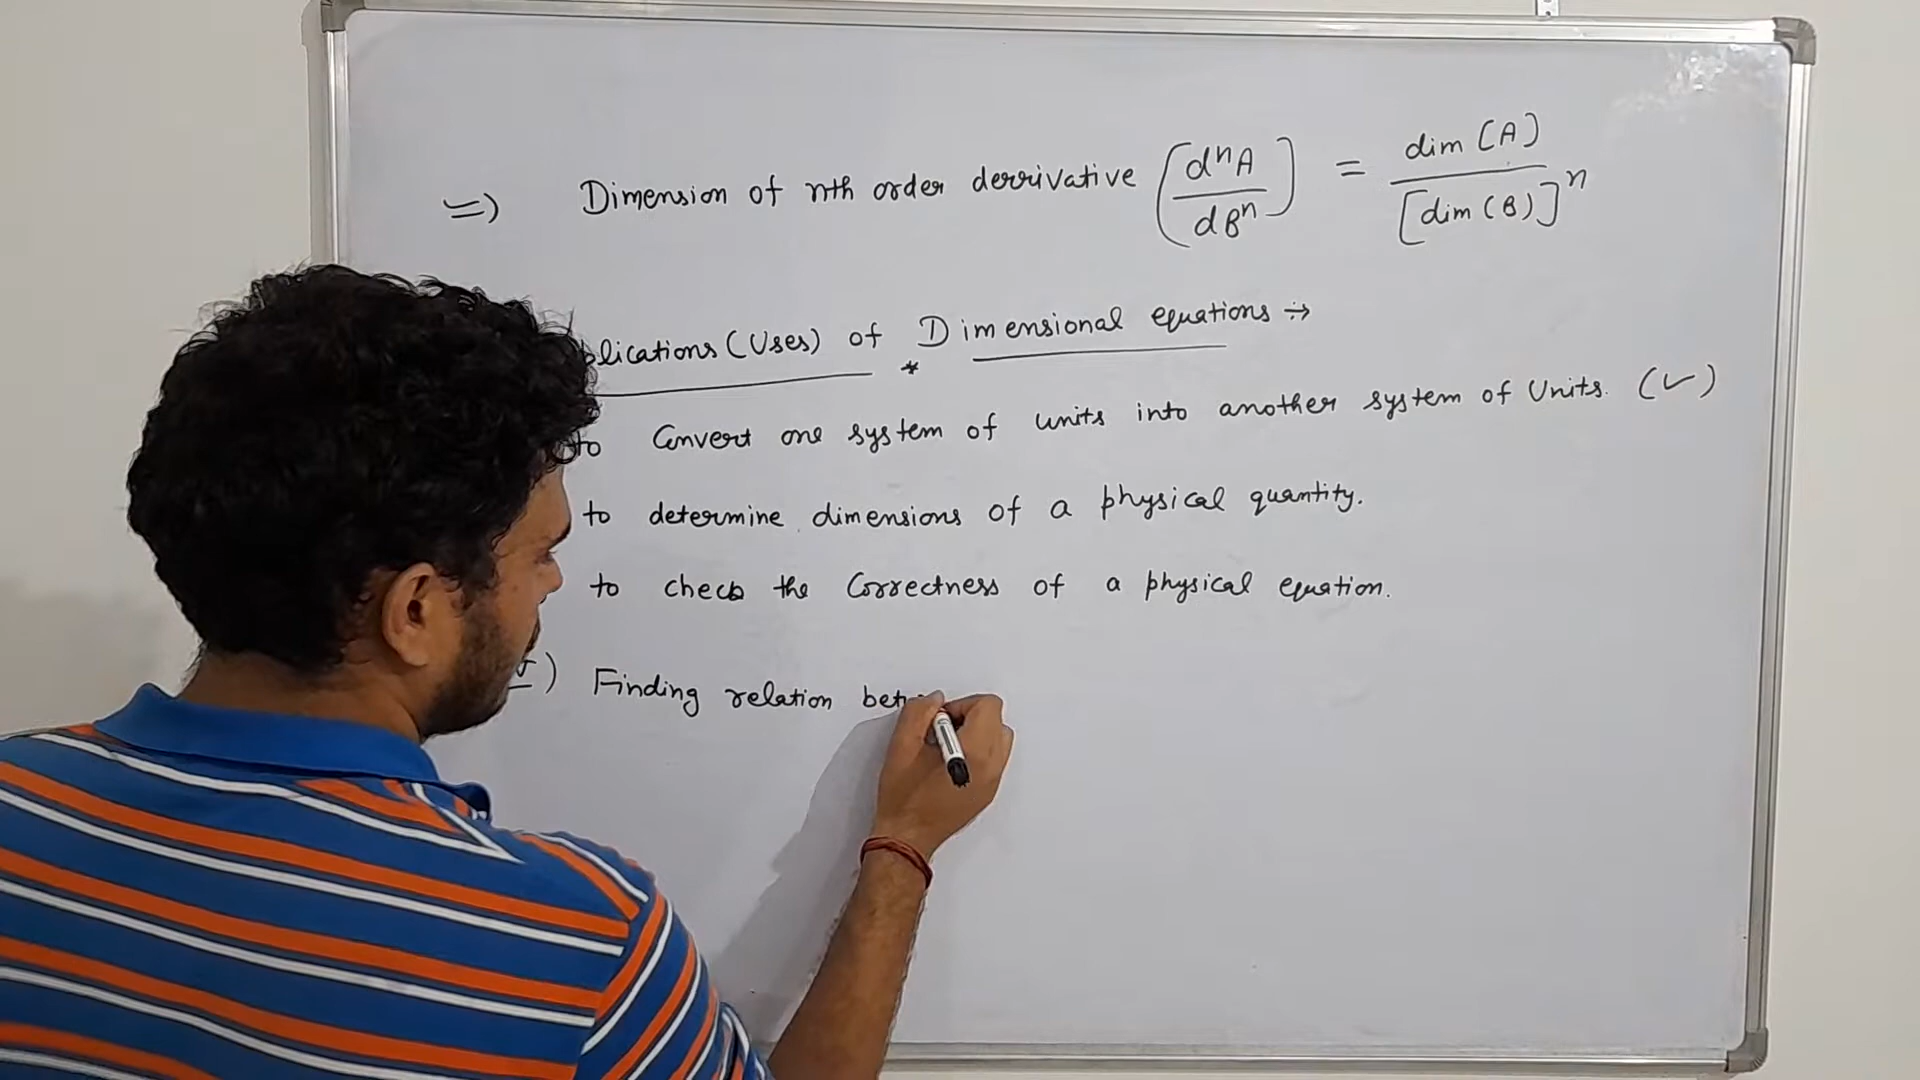 => Dimension of nth order derrivative [dⁿA / dBⁿ] = dim [A] / [dim (B)]ⁿ
plications (Uses) of Dimensional equations :->
*
to Convert one system of units into another system of Units. (✓)
to determine dimensions of a physical quantity.
to check the Correctness of a physical equation.
) Finding relation bet